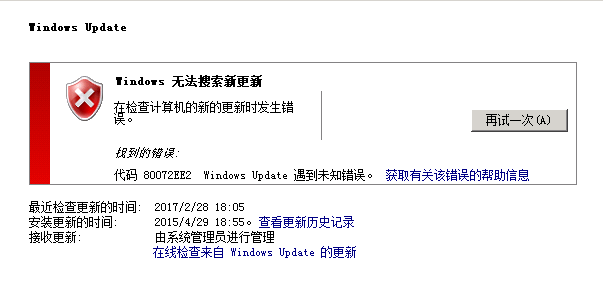 Windows Update
Windows 无法搜索新更新
在检查计算机的新的更新时发生错
误。
再试一次(A)
找到的错误:
代码 80072EE2 Windows Update 遇到未知错误。 获取有关该错误的帮助信息
最近检查更新的时间: 2017/2/28 18:05
安装更新的时间: 2015/4/29 18:55。查看更新历史记录
接收更新: 由系统管理员进行管理
在线检查来自 Windows Update 的更新